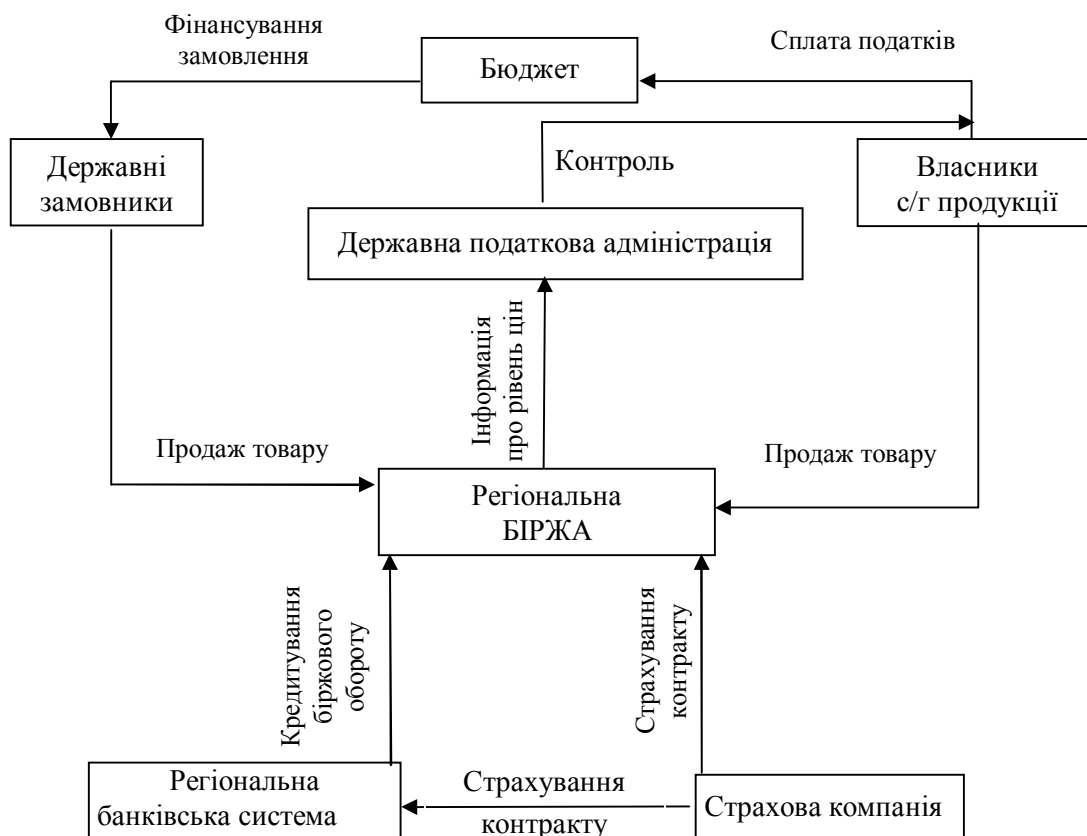 Фінансування
замовлення
Бюджет
Сплата податків
Державні
замовники
Контроль
Власники
с/г продукції
Державна податкова адміністрація
Інформація
про рівень цін
Продаж товару
Продаж товару
Регіональна
БІРЖА
Кредитування
біржового
обороту
Страхування
контракту
Регіональна
банківська система
Страхування
контракту
Страхова компанія